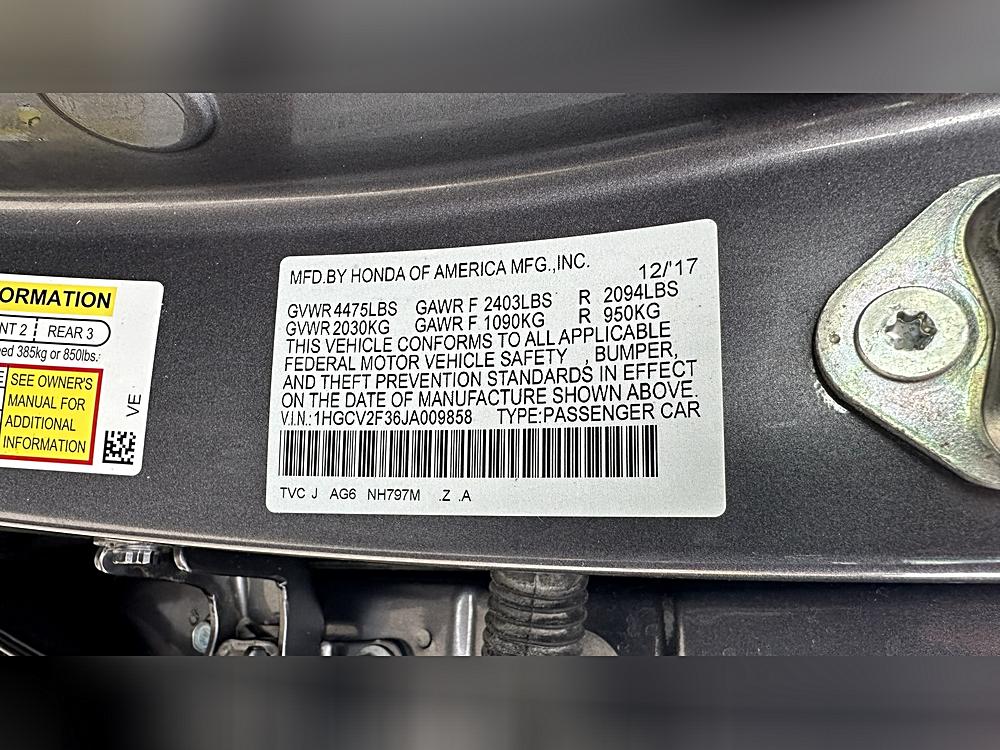 ORMATION
NT 2 REAR 3
eed 385kg or 850lbs.
SEE OWNER'S
MANUAL FOR
ADDITIONAL
INFORMATION
VE
MFD.BY HONDA OF AMERICA MFG.,INC. 12/'17
GVWR 4475LBS GAWR F 2403LBS R 2094LBS
GVWR 2030KG GAWR F 1090KG R 950KG
THIS VEHICLE CONFORMS TO ALL APPLICABLE
FEDERAL MOTOR VEHICLE SAFETY , BUMPER,
AND THEFT PREVENTION STANDARDS IN EFFECT
ON THE DATE OF MANUFACTURE SHOWN ABOVE.
V.I.N.:1HGCV2F36JA009858 TYPE:PASSENGER CAR
TVC J AG6 NH797M .Z .A